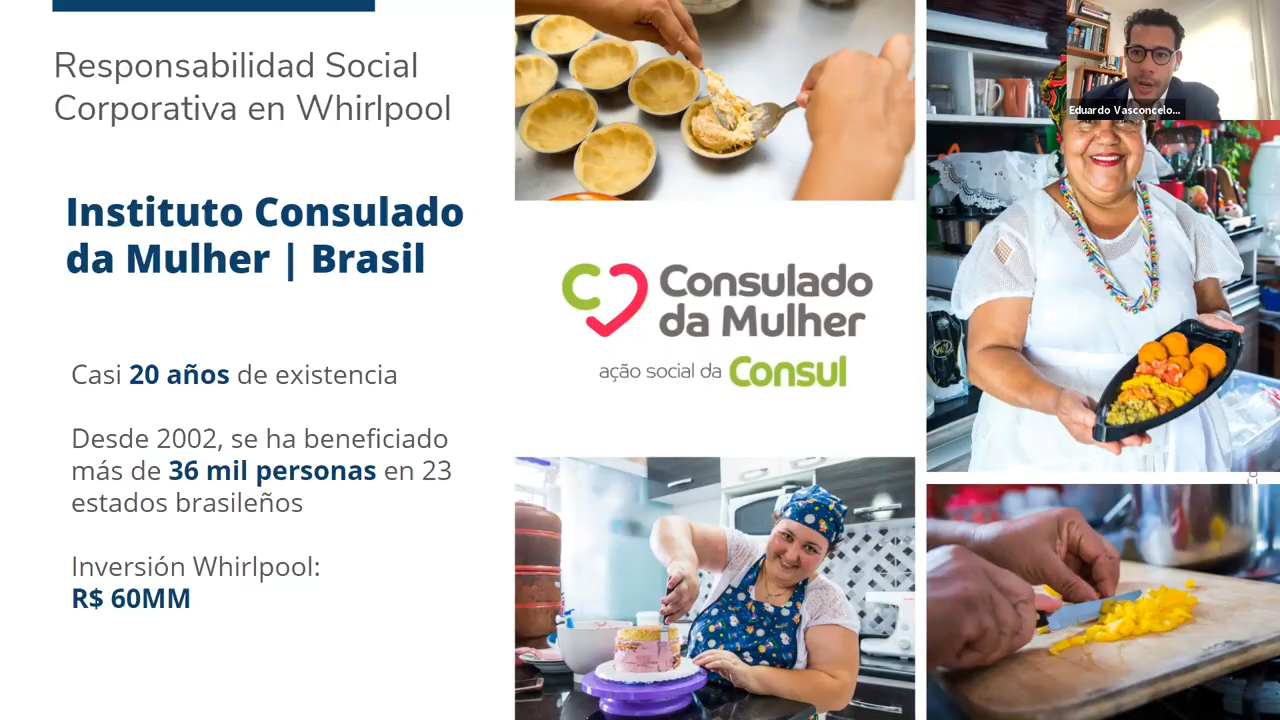 Responsabilidad Social
Corporativa en Whirlpool
Instituto Consulado
da Mulher | Brasil
Casi 20 años de existencia
Desde 2002, se ha beneficiado
más de 36 mil personas en 23
estados brasileños
Inversión Whirlpool:
R$ 60MM
Consulado
da Mulher
ação social da Consul
Eduardo Vasconcelo...